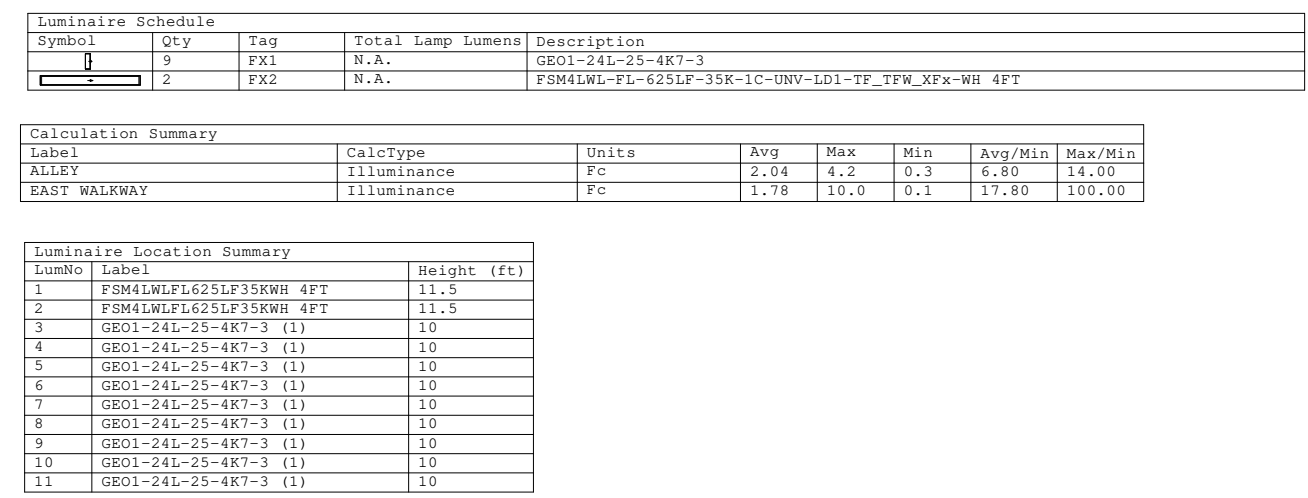 Luminaire Schedule
Symbol Qty Tag Total Lamp Lumens Description
9 FX1 N.A. GEO1-24L-25-4K7-3
2 FX2 N.A. FSM4LWL-FL-625LF-35K-1C-UNV-LD1-TF_TFW_XFx-WH 4FT
Calculation Summary
Label CalcType Units Avg Max Min Avg/Min Max/Min
ALLEY Illuminance Fc 2.04 4.2 0.3 6.80 14.00
EAST WALKWAY Illuminance Fc 1.78 10.0 0.1 17.80 100.00
Luminaire Location Summary
LumNo Label Height (ft)
1 FSM4LWLFL625LF35KWH 4FT 11.5
2 FSM4LWLFL625LF35KWH 4FT 11.5
3 GEO1-24L-25-4K7-3 (1) 10
4 GEO1-24L-25-4K7-3 (1) 10
5 GEO1-24L-25-4K7-3 (1) 10
6 GEO1-24L-25-4K7-3 (1) 10
7 GEO1-24L-25-4K7-3 (1) 10
8 GEO1-24L-25-4K7-3 (1) 10
9 GEO1-24L-25-4K7-3 (1) 10
10 GEO1-24L-25-4K7-3 (1) 10
11 GEO1-24L-25-4K7-3 (1) 10